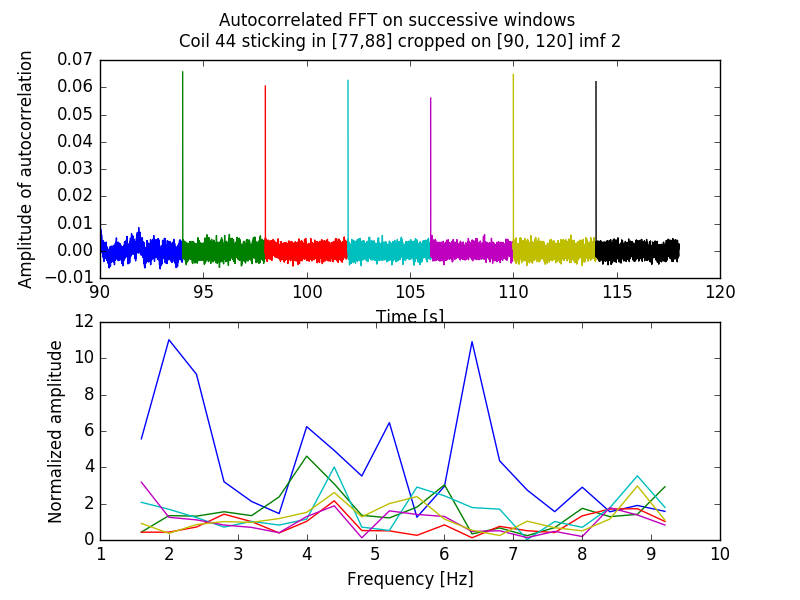 Autocorrelated FFT on successive windows
Coil 44 sticking in [77,88] cropped on [90, 120] imf 2
Amplitude of autocorrelation
0.07
0.06
0.05
0.04
0.03
0.02
0.01
0.00
−0.01
90 95 100 105 110 115 120
Time [s]
Normalized amplitude
12
10
8
6
4
2
0
1 2 3 4 5 6 7 8 9 10
Frequency [Hz]